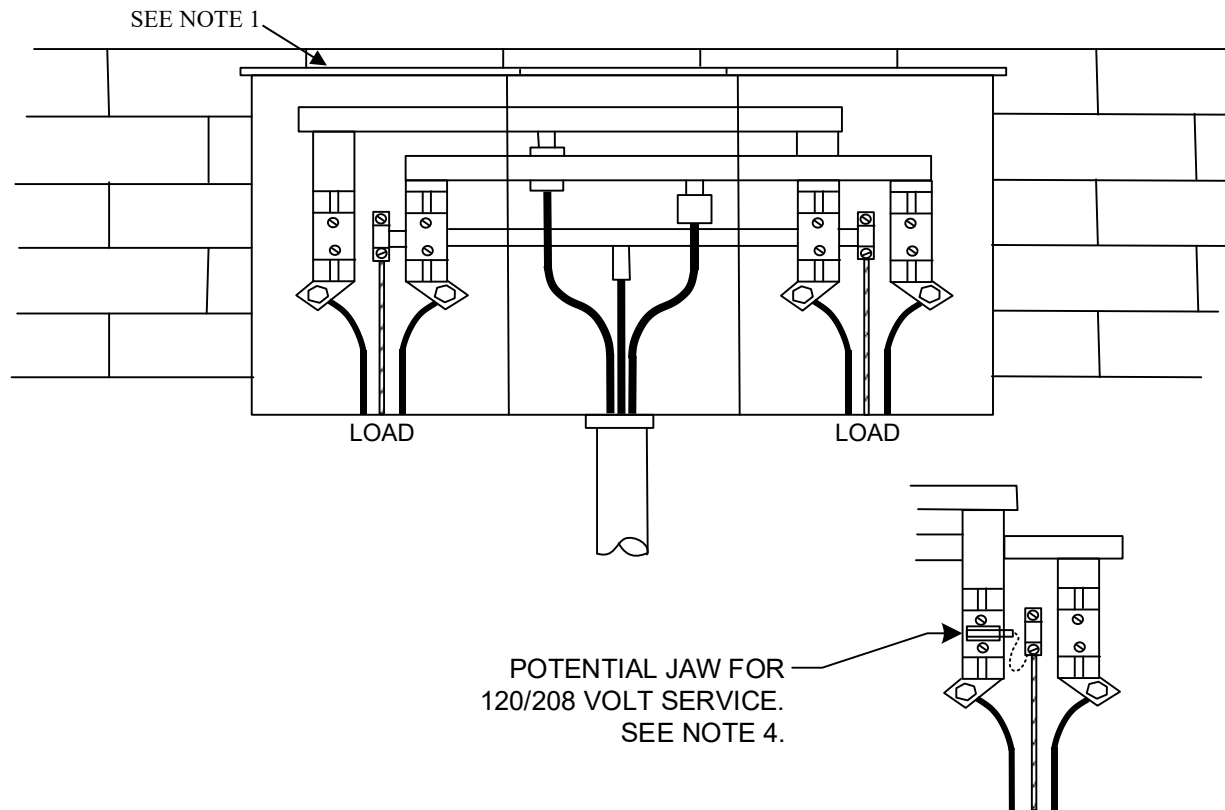 SEE NOTE 1
LOAD
LOAD
POTENTIAL JAW FOR
120/208 VOLT SERVICE.
SEE NOTE 4.